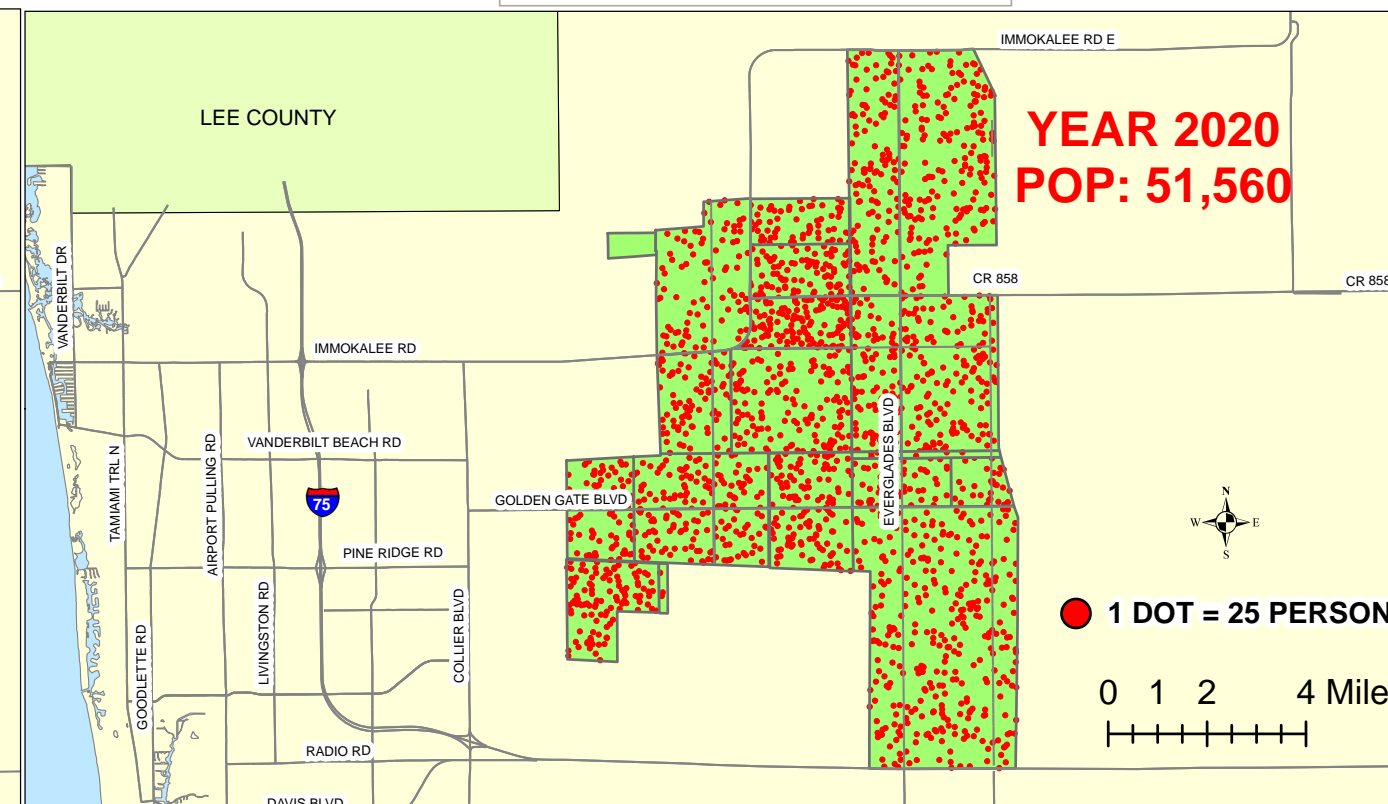 IMMOKALEE RD E
LEE COUNTY
YEAR 2020
POP: 51,560
VANDERBILT DR
CR 858
CR 858
IMMOKALEE RD
VANDERBILT BEACH RD
TAMIAMI TRL N
AIRPORT PULLING RD
75
GOLDEN GATE BLVD
EVERGLADES BLVD
N
W E
S
PINE RIDGE RD
GOODLETTE RD
LIVINGSTON RD
COLLIER BLVD
1 DOT = 25 PERSON
0 1 2 4 Mile
RADIO RD
DAVIS BLVD